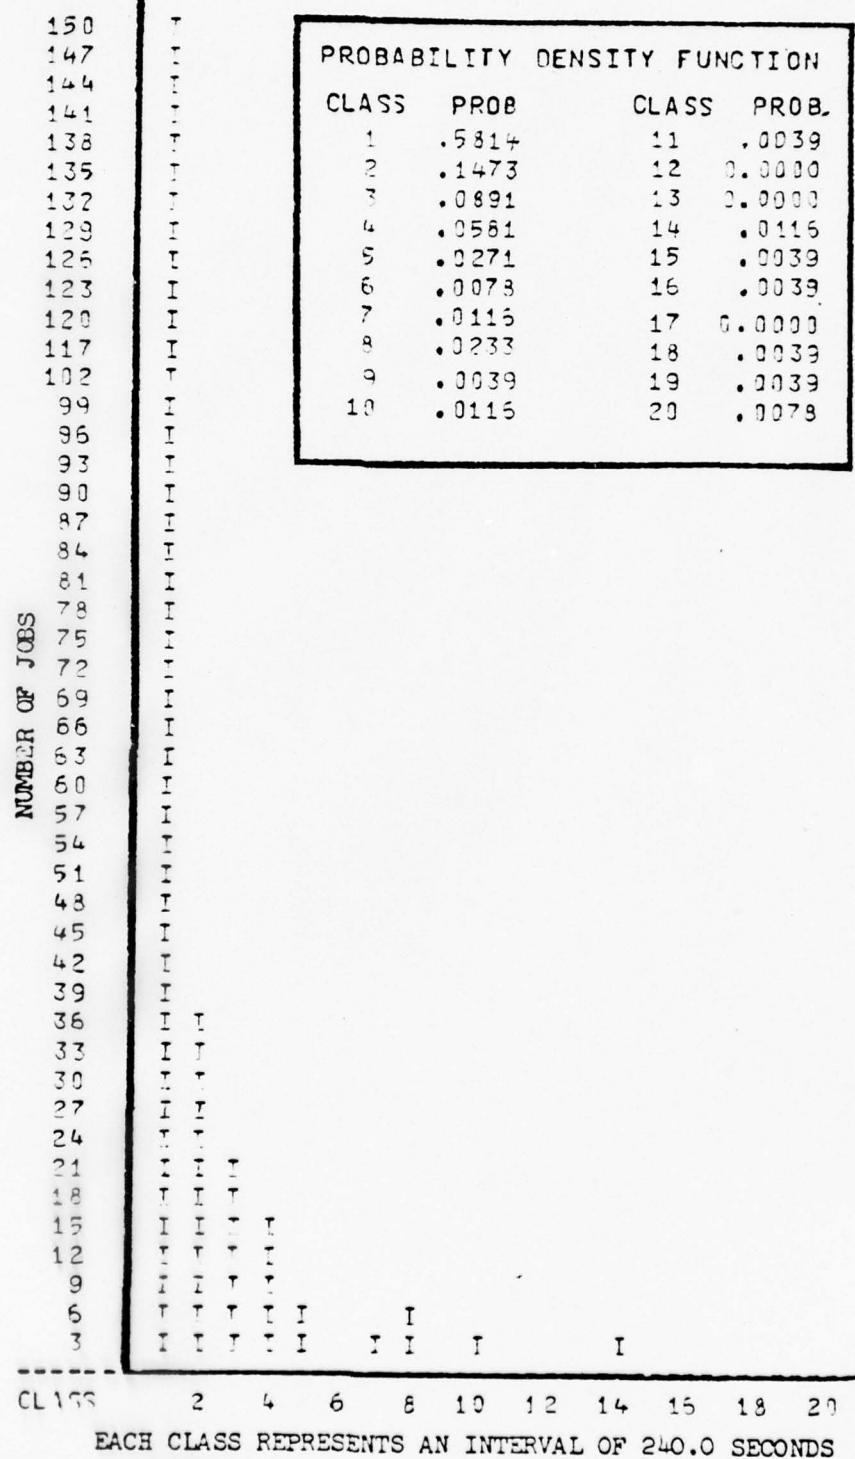 PROBABILITY DENSITY FUNCTION
CLASS PROB CLASS PROB.
1 .5814 11 .0039
2 .1473 12 0.0000
3 .0891 13 0.0000
4 .0581 14 .0116
5 .0271 15 .0039
6 .0078 16 .0039
7 .0116 17 0.0000
8 .0233 18 .0039
9 .0039 19 .0039
10 .0116 20 .0078
NUMBER OF JOBS
150 I
147 I
144 I
141 I
138 I
135 I
132 I
129 I
126 I
123 I
120 I
117 I
102 I
99 I
96 I
93 I
90 I
87 I
84 I
81 I
78 I
75 I
72 I
69 I
66 I
63 I
60 I
57 I
54 I
51 I
48 I
45 I
42 I
39 I
36 I I
33 I I
30 I I
27 I I
24 I I
21 I I I
18 I I I
15 I I I I
12 I I I I
9 I I I I
6 I I I I I I
3 I I I I I I I I I
CLASS 2 4 6 8 10 12 14 16 18 20
EACH CLASS REPRESENTS AN INTERVAL OF 240.0 SECONDS